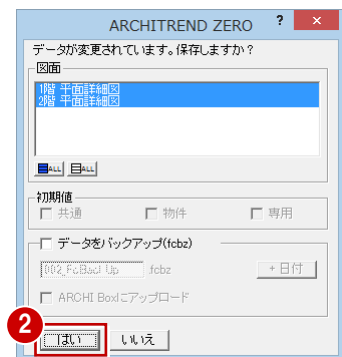 ARCHITREND ZERO ? ×
データが変更されています。保存しますか？
図面
1階 平面詳細図
2階 平面詳細図
ALL ALL
初期値
共通 物件 専用
データをバックアップ(fcbz)
002_FcBacl Up fcbz +日付
ARCHI Boxにアップロード
2
はい いいえ